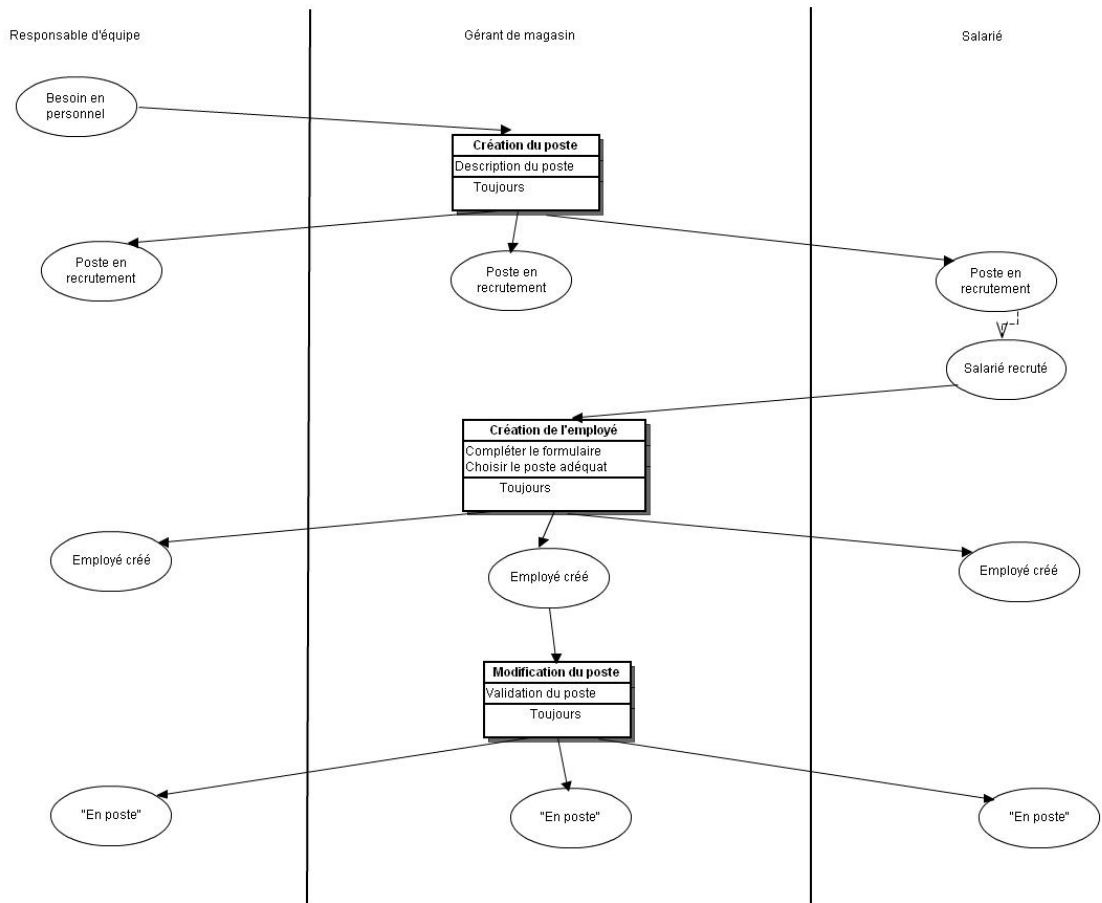 Responsable d'équipe
Gérant de magasin
Salarié
Besoin en
personnel
Création du poste
Description du poste
Toujours
Poste en
recrutement
Poste en
recrutement
Poste en
recrutement
Salarié recruté
Création de l'employé
Compléter le formulaire
Choisir le poste adéquat
Toujours
Employé créé
Employé créé
Employé créé
Modification du poste
Validation du poste
Toujours
"En poste"
"En poste"
"En poste"